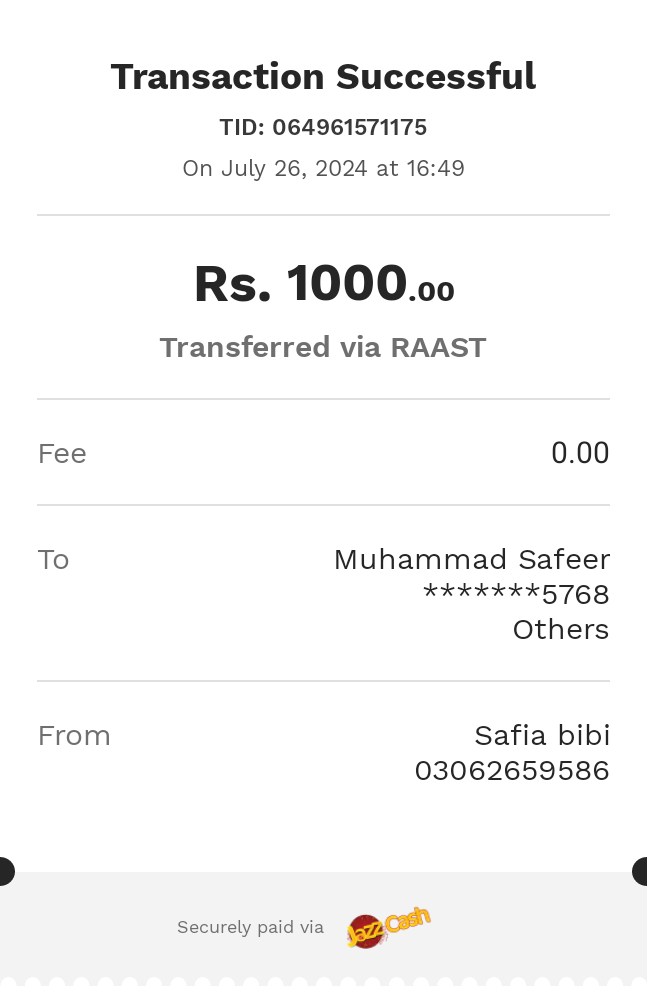 Transaction Successful
TID: 064961571175
On July 26, 2024 at 16:49
Rs. 1000.00
Transferred via RAAST
Fee 0.00
To Muhammad Safeer
*******5768
Others
From Safia bibi
03062659586
Securely paid via JazzCash